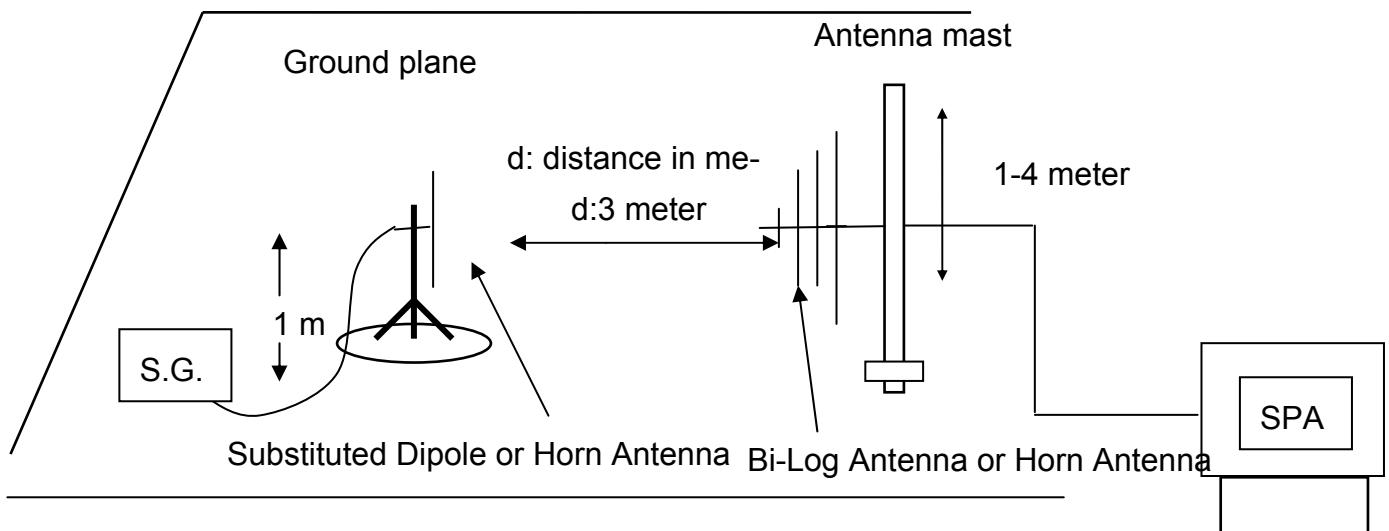 Antenna mast
Ground plane
d: distance in me-
d:3 meter
1-4 meter
1 m
S.G.
SPA
Substituted Dipole or Horn Antenna
Bi-Log Antenna or Horn Antenna